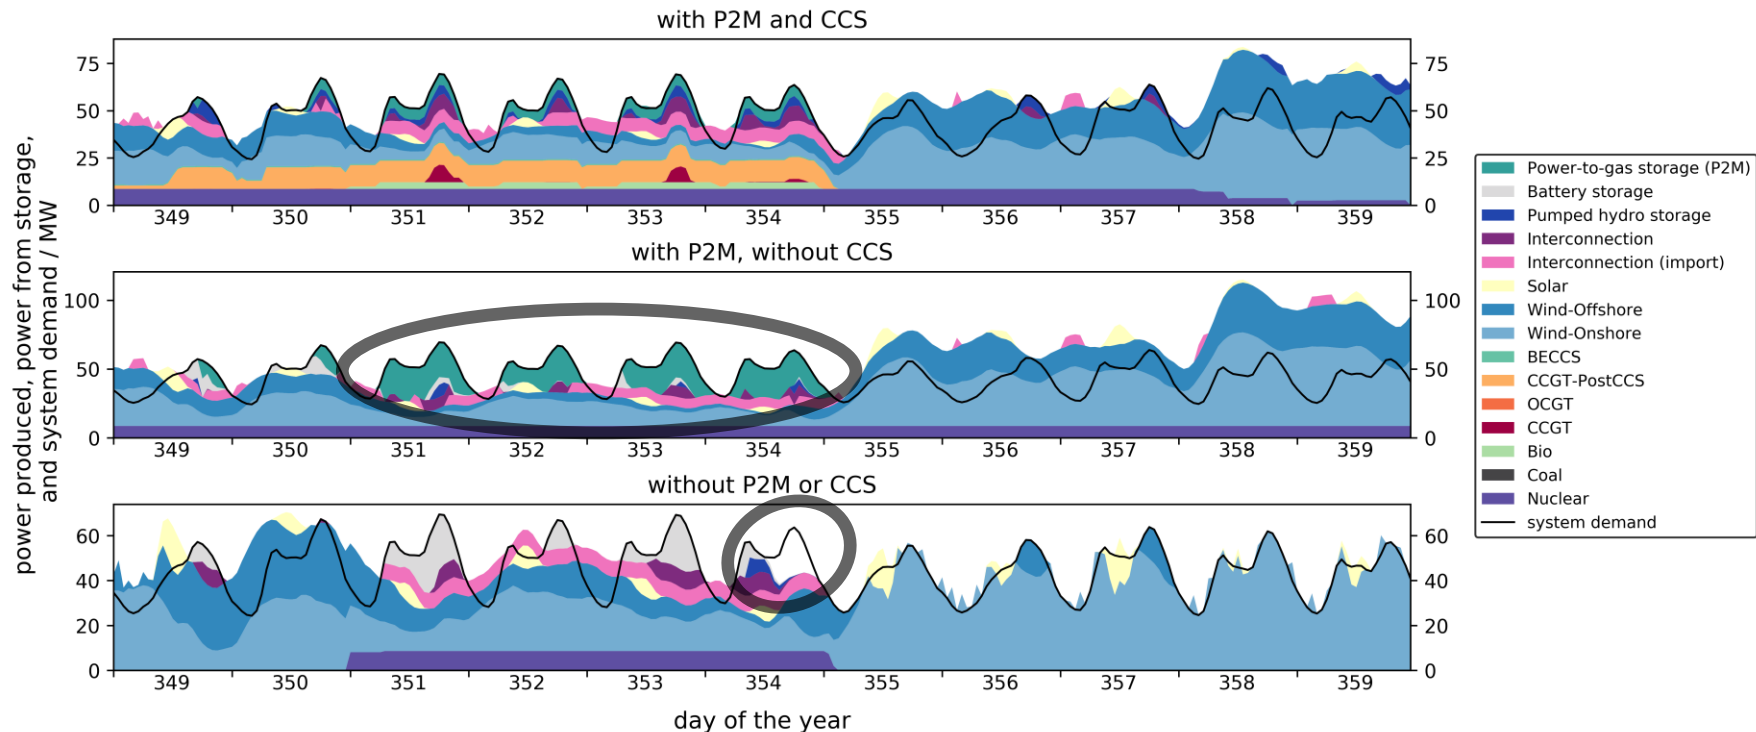 with P2M and CCS
75
50
25
0
75
50
25
0
349 350 351 352 353 354 355 356 357 358 359
with P2M, without CCS
100
50
0
100
50
0
349 350 351 352 353 354 355 356 357 358 359
without P2M or CCS
60
40
20
0
60
40
20
0
349 350 351 352 353 354 355 356 357 358 359
day of the year
power produced, power from storage,
and system demand / MW
Power-to-gas storage (P2M)
Battery storage
Pumped hydro storage
Interconnection
Interconnection (import)
Solar
Wind-Offshore
Wind-Onshore
BECCS
CCGT-PostCCS
OCGT
CCGT
Bio
Coal
Nuclear
system demand